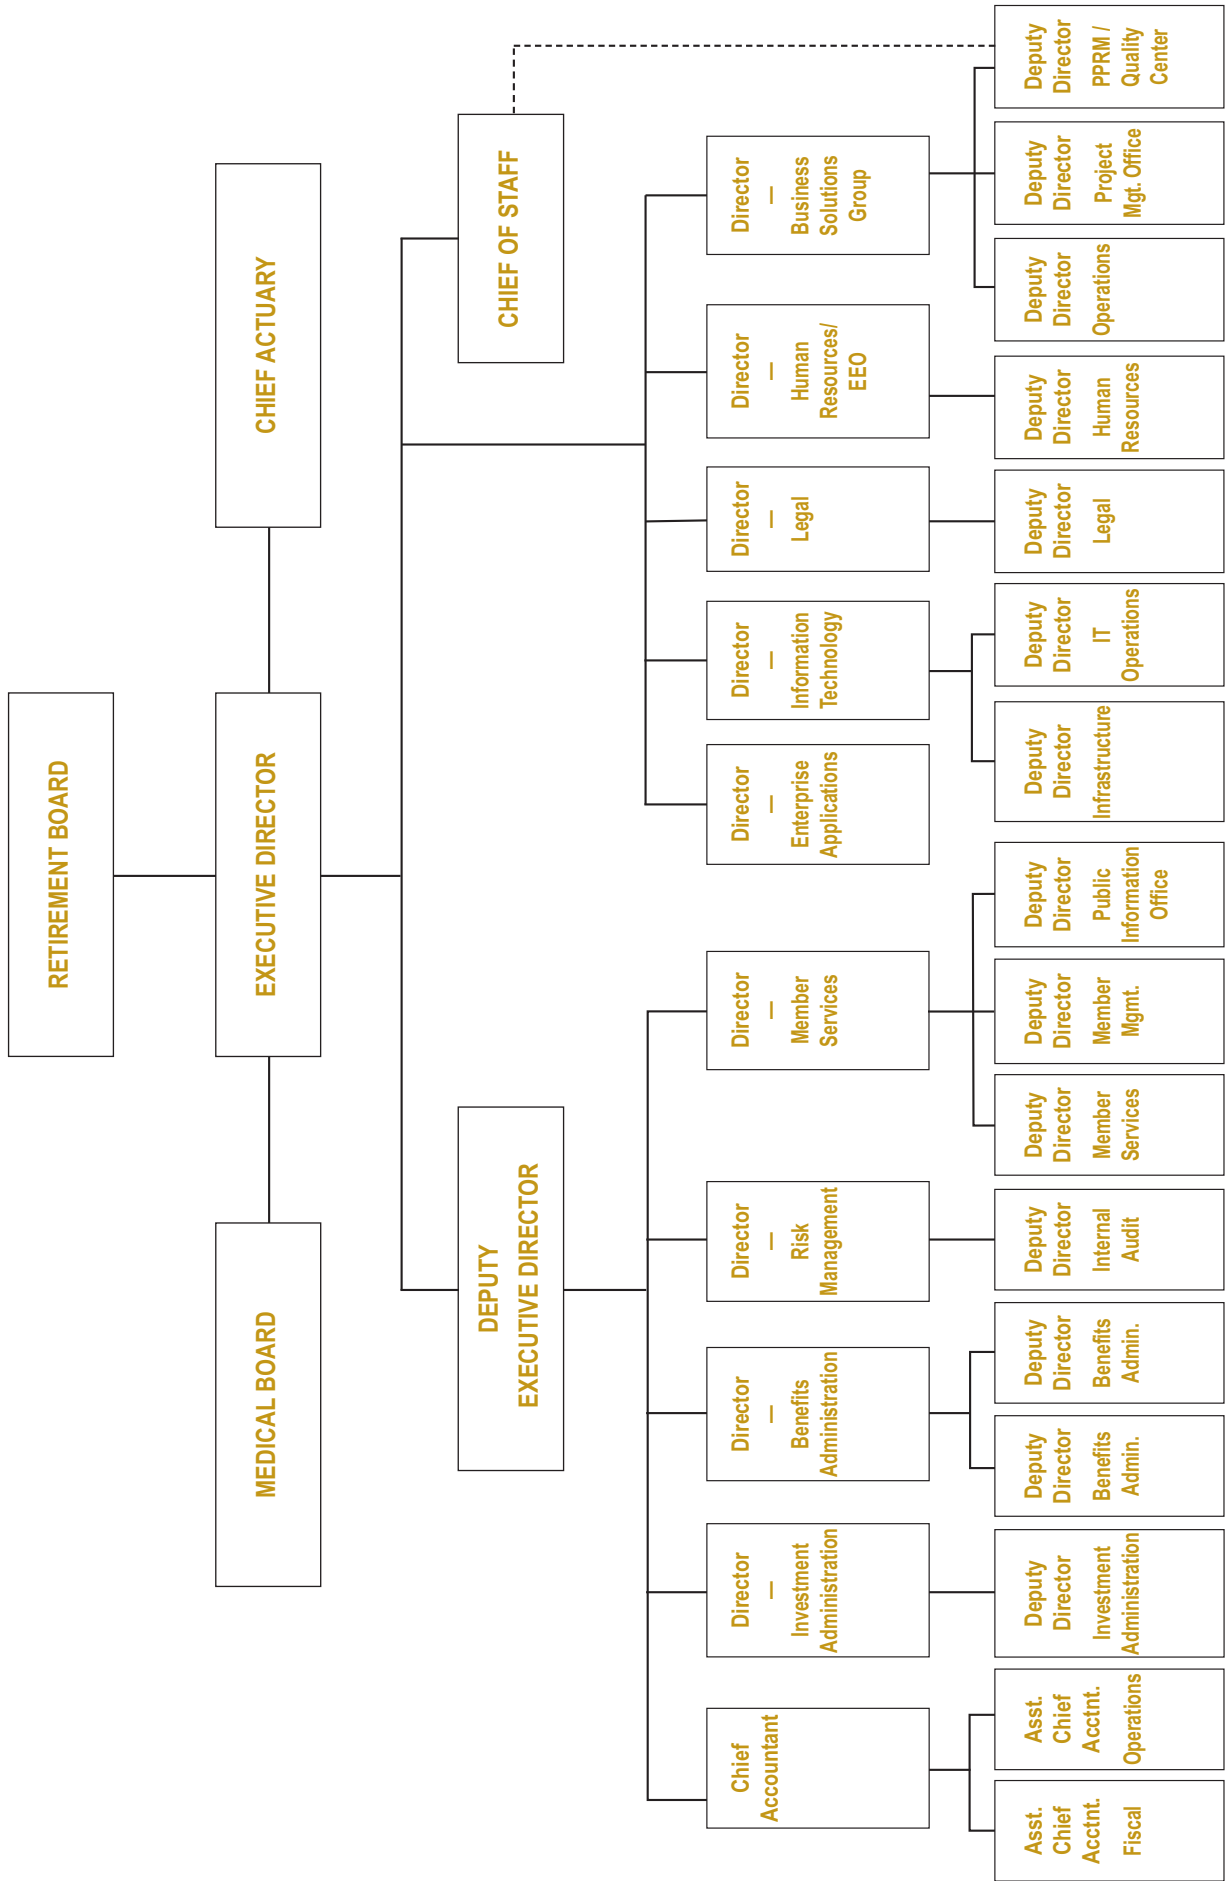 RETIREMENT BOARD
MEDICAL BOARD
EXECUTIVE DIRECTOR
CHIEF ACTUARY
DEPUTY
EXECUTIVE DIRECTOR
CHIEF OF STAFF
Chief
Accountant
Director
—
Investment
Administration
Director
—
Benefits
Administration
Director
—
Risk
Management
Director
—
Member
Services
Director
—
Enterprise
Applications
Director
—
Information
Technology
Director
—
Legal
Director
—
Human
Resources/
EEO
Director
—
Business
Solutions
Group
Asst.
Chief
Acctnt.
Fiscal
Asst.
Chief
Acctnt.
Operations
Deputy
Director
Investment
Administration
Deputy
Director
Benefits
Admin.
Deputy
Director
Benefits
Admin.
Deputy
Director
Internal
Audit
Deputy
Director
Member
Services
Deputy
Director
Member
Mgmt.
Deputy
Director
Public
Information
Office
Deputy
Director
Infrastructure
Deputy
Director
IT
Operations
Deputy
Director
Legal
Deputy
Director
Human
Resources
Deputy
Director
Operations
Deputy
Director
Project
Mgt. Office
Deputy
Director
PPRM /
Quality
Center